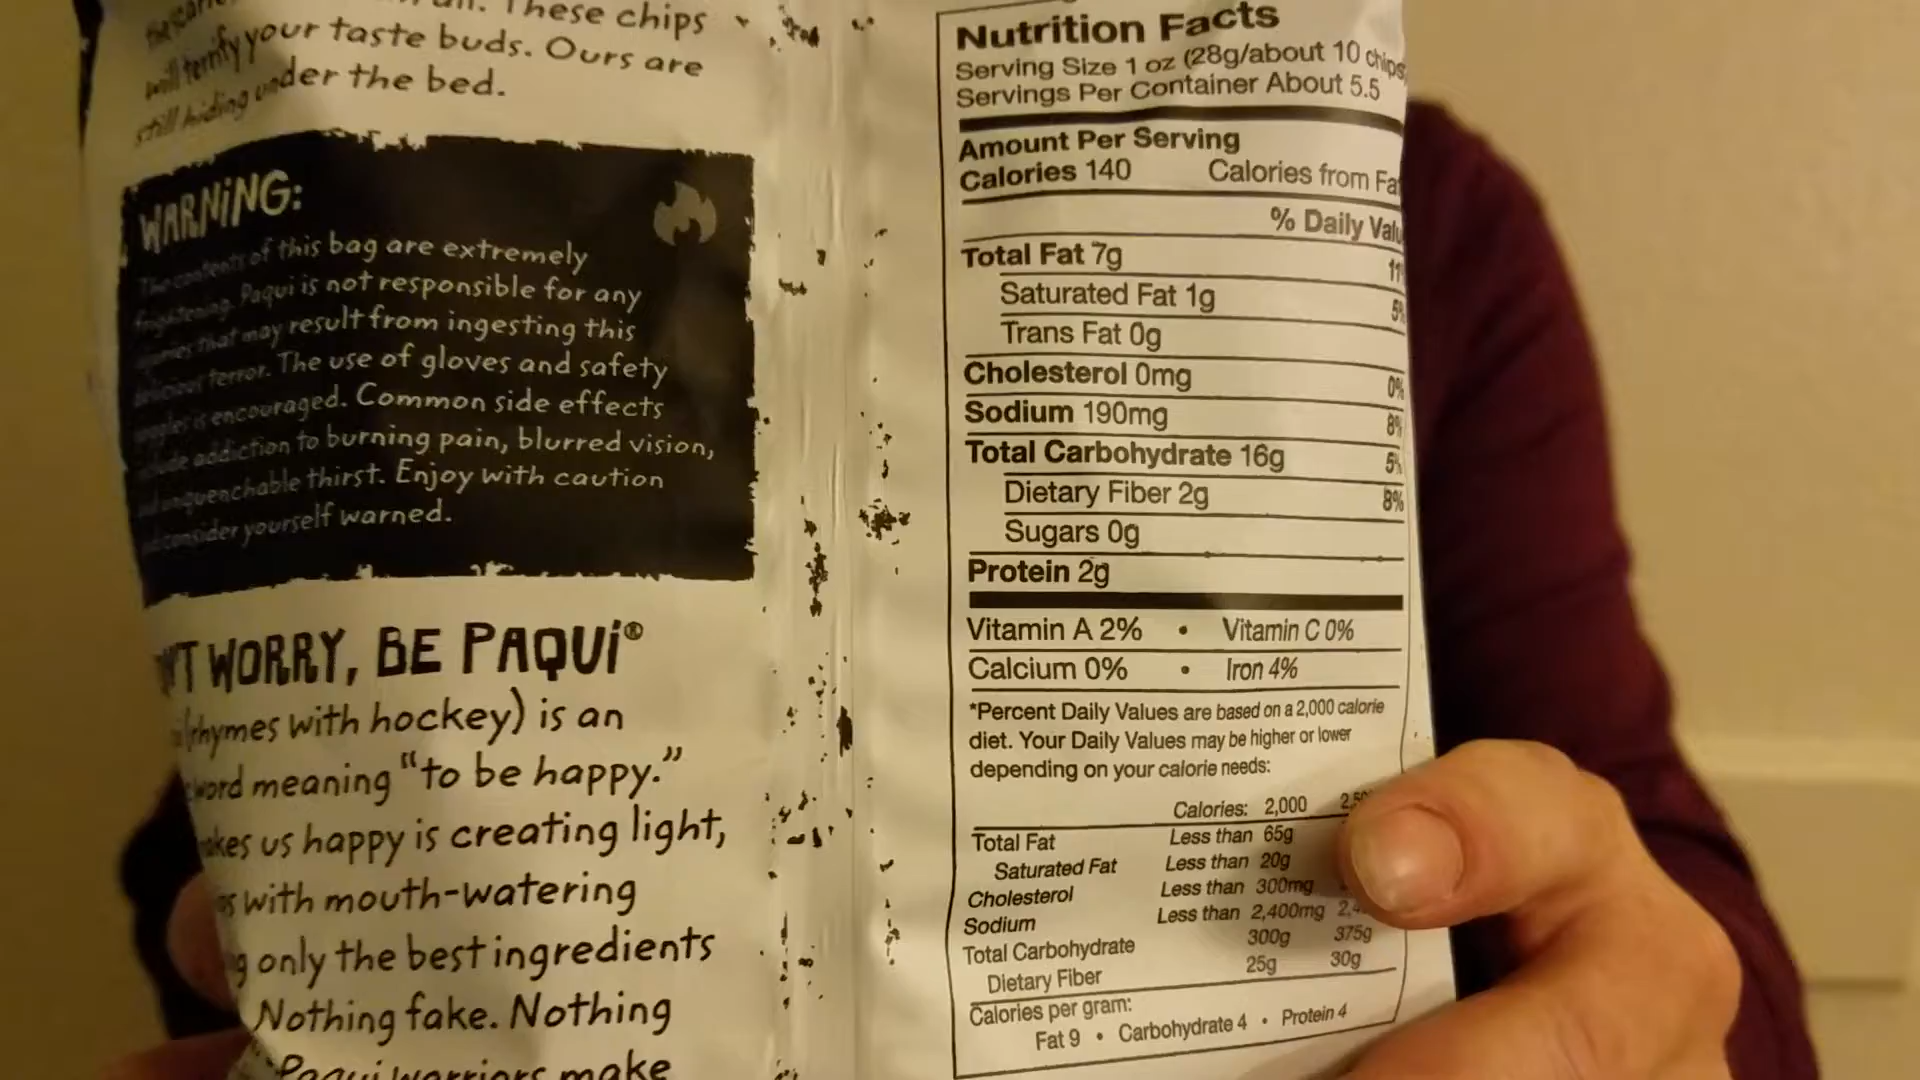 These chips
will terrify your taste buds. Ours are
still hiding under the bed.
WARNING:
The contents of this bag are extremely
frightening. Paqui is not responsible for any
injuries that may result from ingesting this
delicious terror. The use of gloves and safety
goggles is encouraged. Common side effects
include addiction to burning pain, blurred vision,
and unquenchable thirst. Enjoy with caution
and consider yourself warned.
N'T WORRY, BE PAQUI®
(rhymes with hockey) is an
word meaning "to be happy."
akes us happy is creating light,
with mouth-watering
g only the best ingredients
Nothing fake. Nothing
Paqui warriors make
Nutrition Facts
Serving Size 1 oz (28g/about 10 chips
Servings Per Container About 5.5
Amount Per Serving
Calories 140 Calories from Fa
% Daily Valu
Total Fat 7g 11
Saturated Fat 1g 5%
Trans Fat 0g
Cholesterol 0mg 0%
Sodium 190mg 8%
Total Carbohydrate 16g 5%
Dietary Fiber 2g 8%
Sugars 0g
Protein 2g
Vitamin A 2% • Vitamin C 0%
Calcium 0% • Iron 4%
*Percent Daily Values are based on a 2,000 calorie
diet. Your Daily Values may be higher or lower
depending on your calorie needs:
Calories: 2,000 2,50
Total Fat Less than 65g
Saturated Fat Less than 20g
Cholesterol Less than 300mg
Sodium Less than 2,400mg 2,4
Total Carbohydrate 300g 375g
Dietary Fiber 25g 30g
Calories per gram:
Fat 9 • Carbohydrate 4 • Protein 4